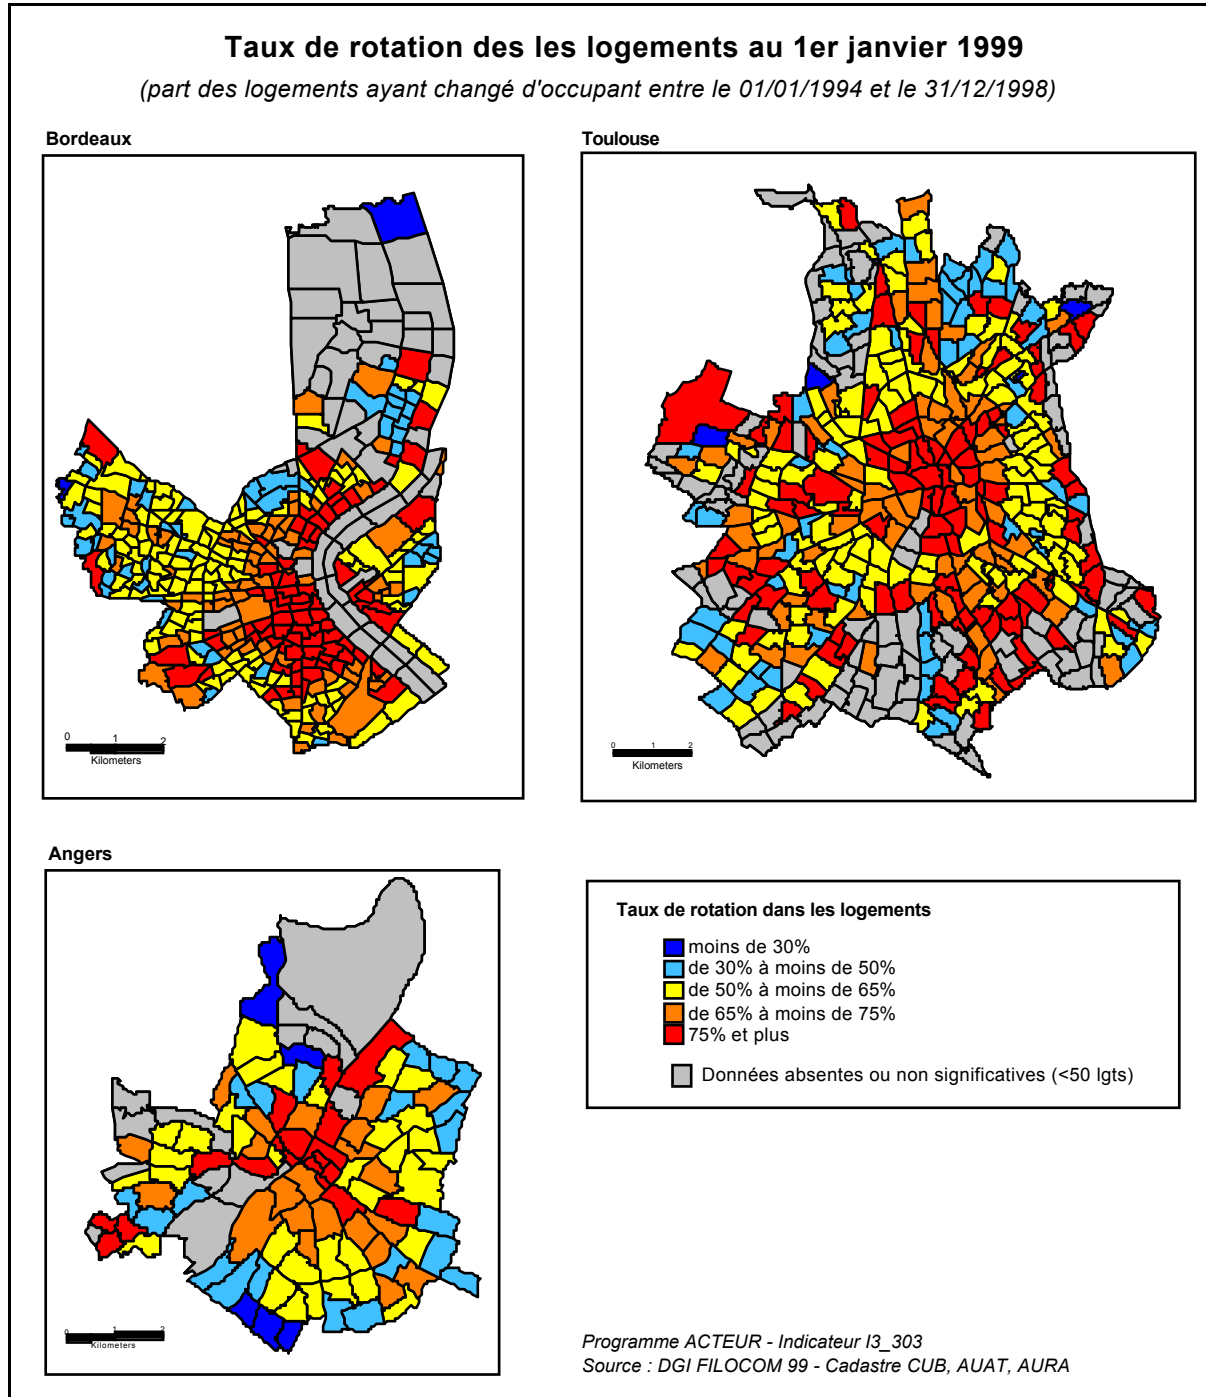 Taux de rotation des les logements au 1er janvier 1999
(part des logements ayant changé d'occupant entre le 01/01/1994 et le 31/12/1998)
Bordeaux
Toulouse
0 1 2
Kilometers
0 1 2
Kilometers
Angers
Taux de rotation dans les logements
moins de 30%
de 30% à moins de 50%
de 50% à moins de 65%
de 65% à moins de 75%
75% et plus
Données absentes ou non significatives (<50 lgts)
0 1 2
Kilometers
Programme ACTEUR - Indicateur I3_303
Source : DGI FILOCOM 99 - Cadastre CUB, AUAT, AURA